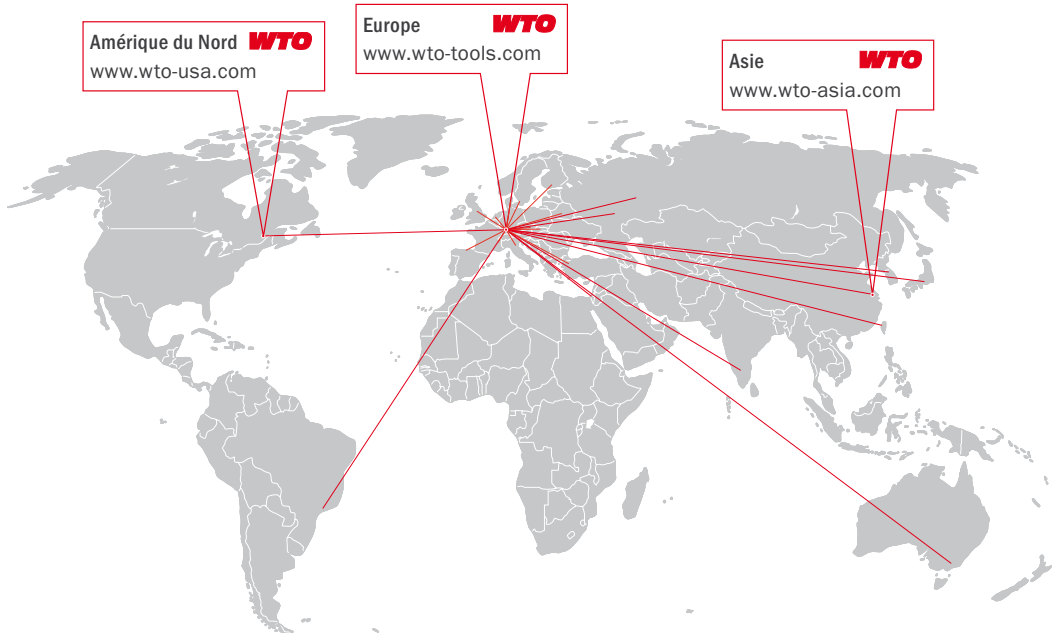 Amérique du Nord WTO
www.wto-usa.com
Europe WTO
www.wto-tools.com
Asie WTO
www.wto-asia.com